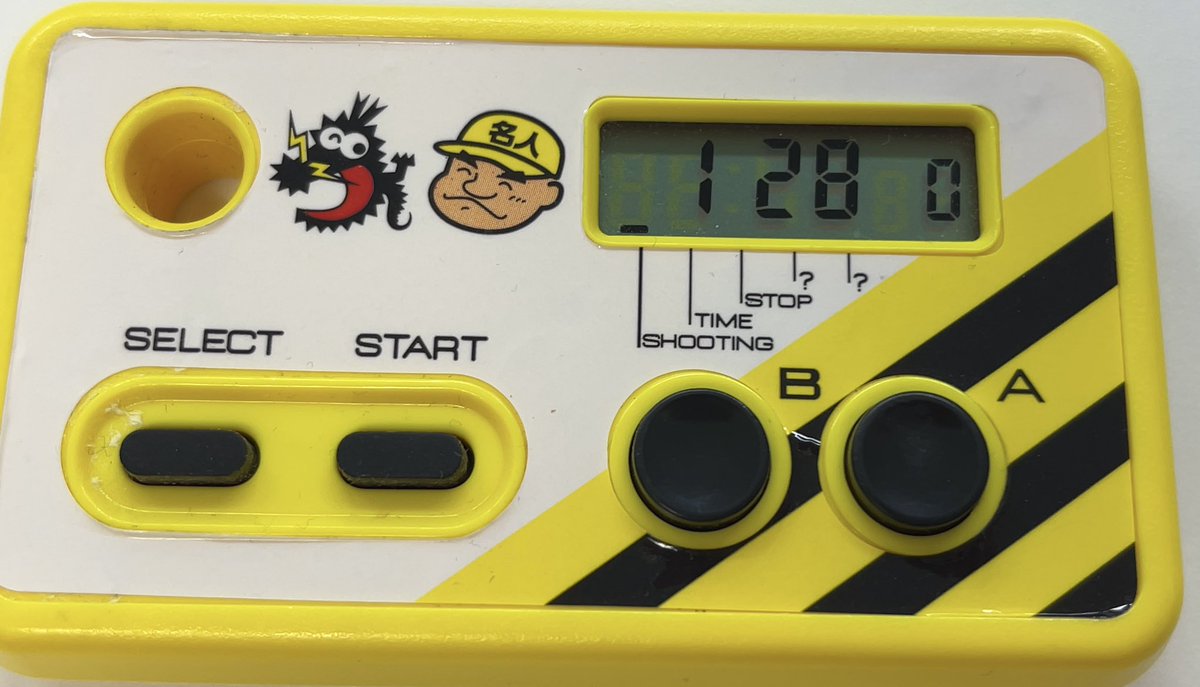 名人
1 28 0
?
?
STOP
TIME
SHOOTING
SELECT
START
B
A